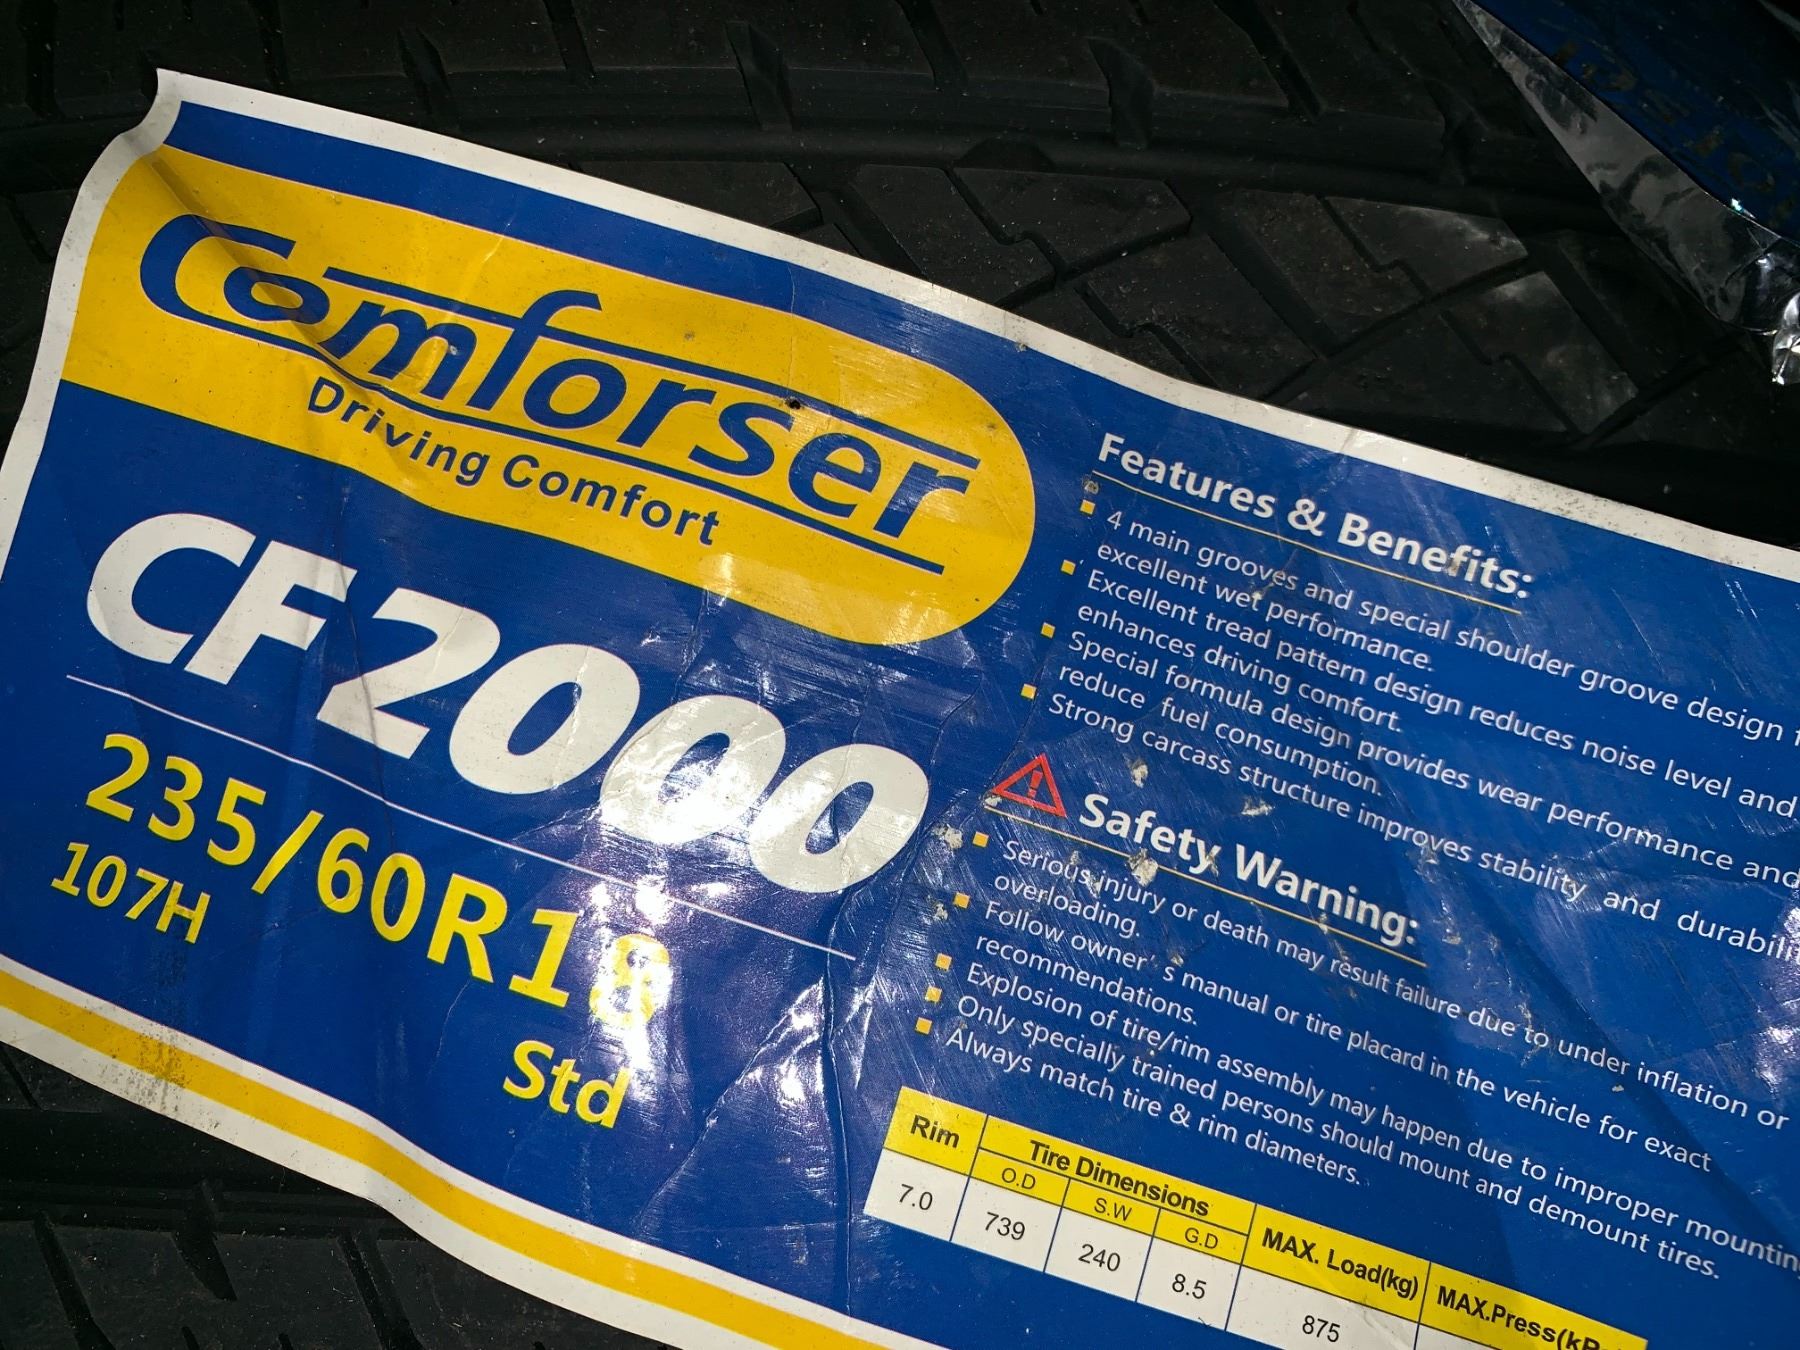 Comforser
Driving Comfort
CF2000
235/60R18
107H
Std
Features & Benefits:
4 main grooves and special shoulder groove design
excellent wet performance.
Excellent tread pattern design reduces noise level and
enhances driving comfort.
Special formula design provides wear performance and
reduce fuel consumption.
Strong carcass structure improves stability and durabili
Safety Warning:
Serious injury or death may result failure due to under inflation or
overloading.
Follow owner's manual or tire placard in the vehicle for exact
recommendations.
Explosion of tire/rim assembly may happen due to improper mounting
Only specially trained persons should mount and demount tires.
Always match tire & rim diameters.
Rim
Tire Dimensions
MAX. Load(kg)
MAX.Press(kP
O.D
S.W
G.D
7.0
739
240
8.5
875